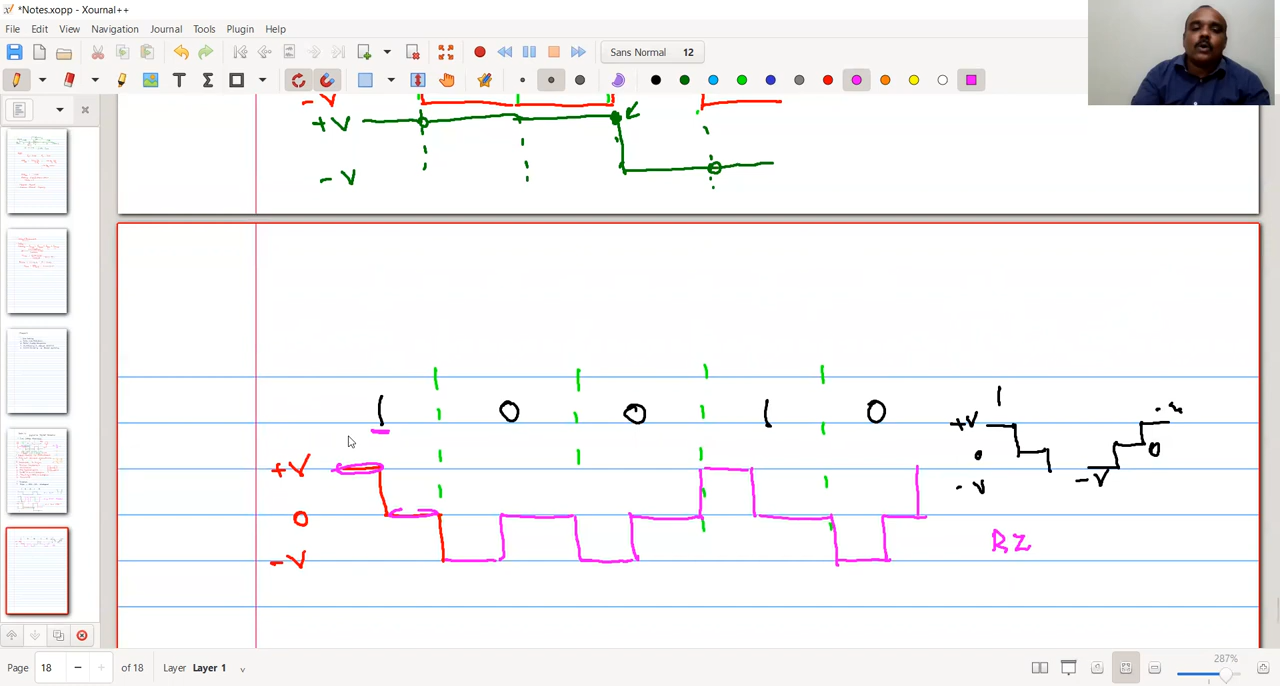 *Notes.xopp - Xournal++
File Edit View Navigation Journal Tools Plugin Help
Sans Normal 12
-V
+V
-V
1 0 0 1 0
1
+V
0
-V
0
-V
+V
0
-V
RZ
Page 18 of 18 Layer Layer 1
287%